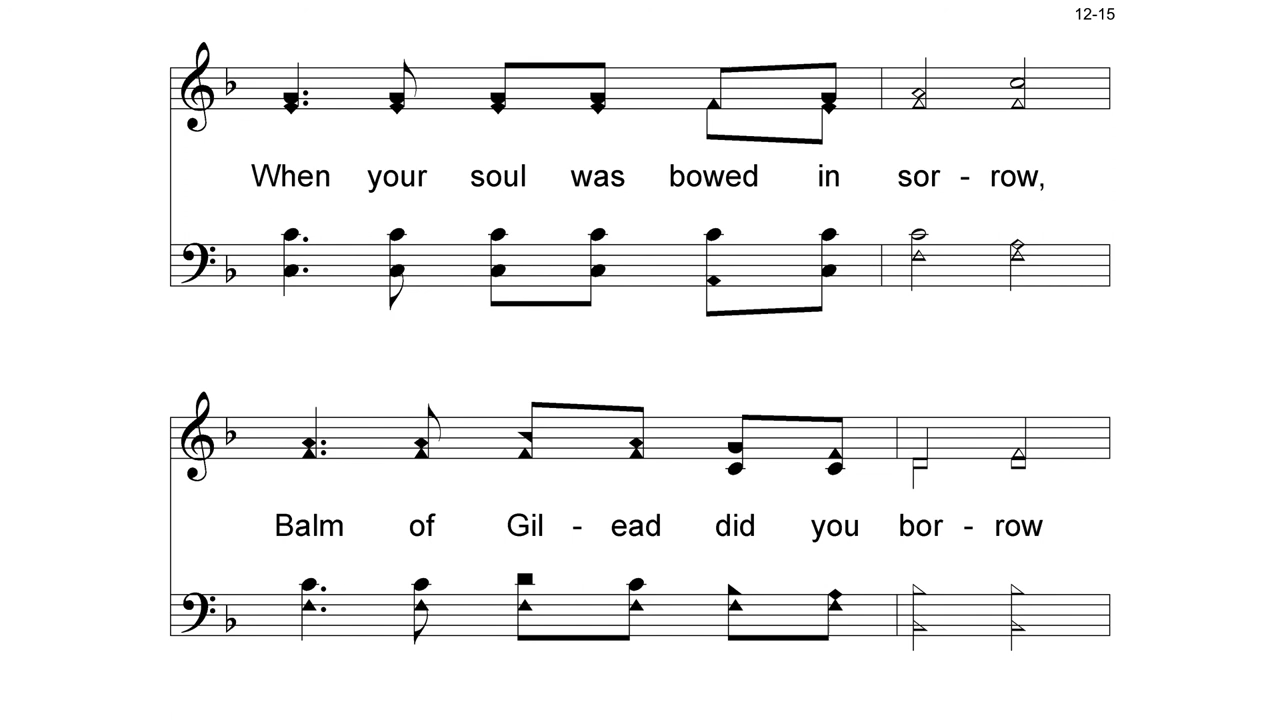 12-15
When your soul was bowed in sor - row,
Balm of Gil - ead did you bor - row